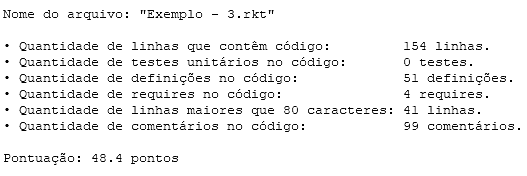 Nome do arquivo: "Exemplo - 3.rkt"
• Quantidade de linhas que contêm código: 154 linhas.
• Quantidade de testes unitários no código: 0 testes.
• Quantidade de definições no código: 51 definições.
• Quantidade de requires no código: 4 requires.
• Quantidade de linhas maiores que 80 caracteres: 41 linhas.
• Quantidade de comentários no código: 99 comentários.
Pontuação: 48.4 pontos